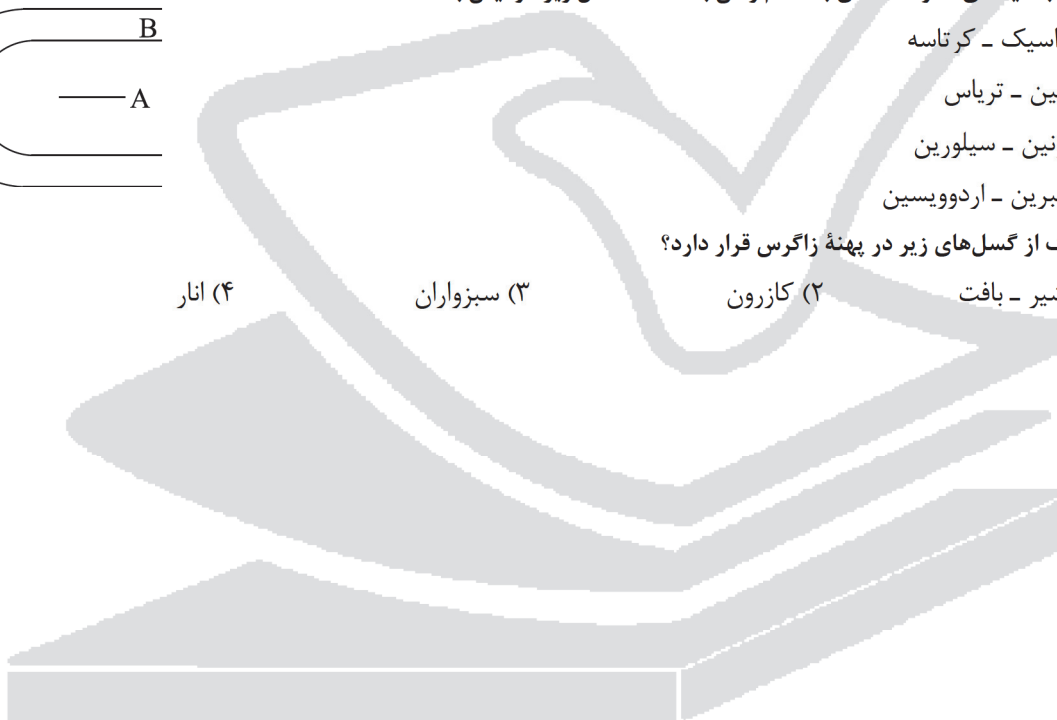 B
اسیک ـ کرتاسه
A
ین ـ تریاس
نین ـ سیلورین
برین ـ اردوویسین
از گسل‌های زیر در پهنهٔ زاگرس قرار دارد؟
شیر ـ بافت ۲) کازرون ۳) سبزواران ۴) انار